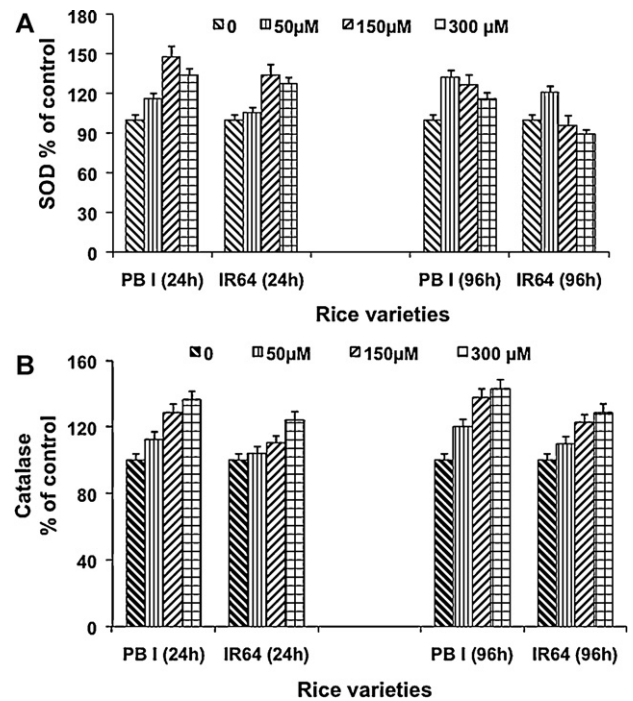 A
0 50µM 150µM 300 µM
SOD % of control
180
150
120
90
60
30
0
PB I (24h) IR64 (24h) PB I (96h) IR64 (96h)
Rice varieties
B
0 50µM 150µM 300 µM
Catalase
% of control
160
120
80
40
0
PB I (24h) IR64 (24h) PB I (96h) IR64 (96h)
Rice varieties